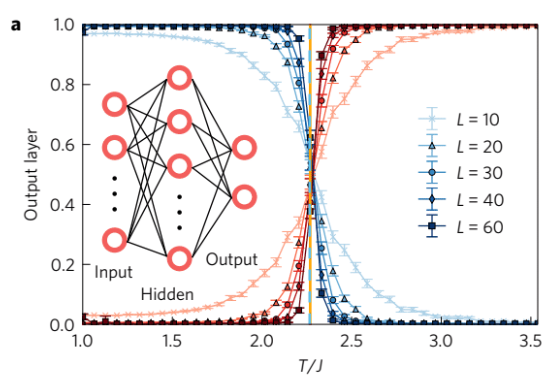 a
Output layer
1.0
0.8
0.6
0.4
0.2
0.0
Input
Hidden
Output
L = 10
L = 20
L = 30
L = 40
L = 60
1.0 1.5 2.0 2.5 3.0 3.5
T/J